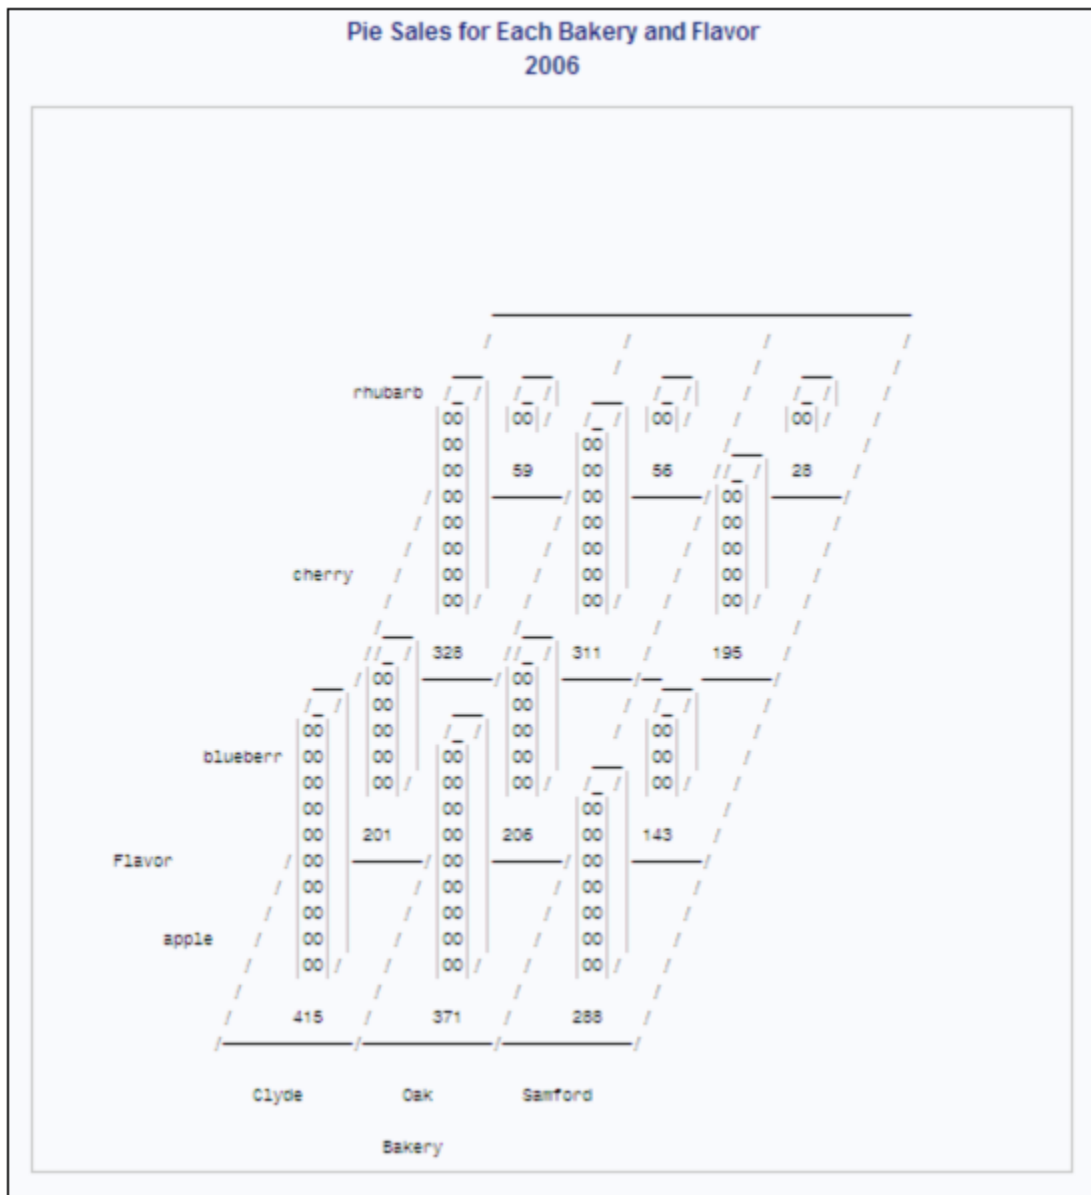 Pie Sales for Each Bakery and Flavor
2006
rhubarb
59 56 28
cherry
328 311 195
blueberr
201 206 143
Flavor
apple
415 371 288
Clyde Oak Samford
Bakery